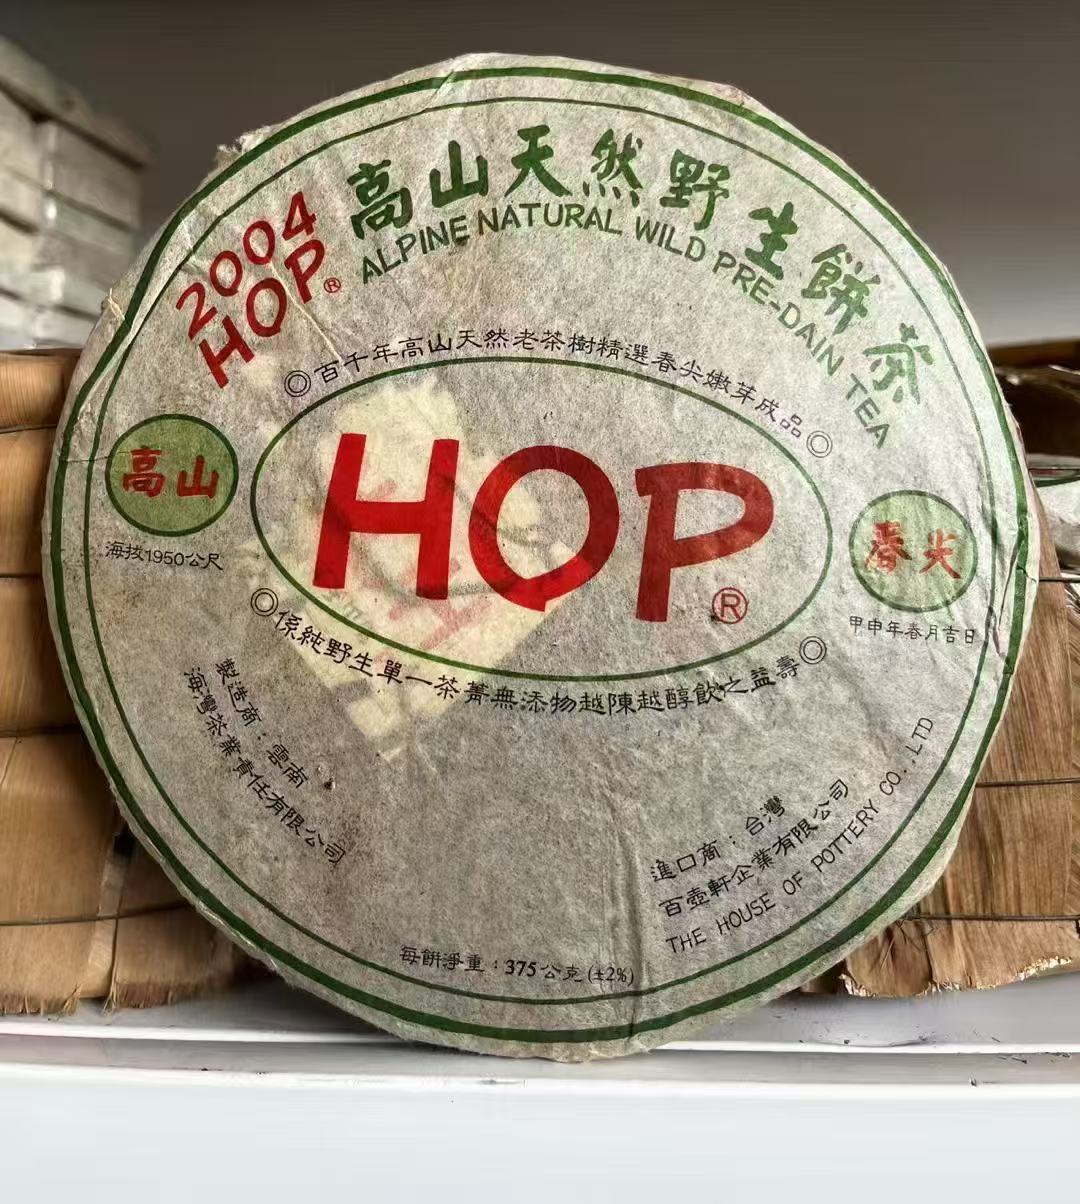 2004
HOP®
高山天然野生餅茶
ALPINE NATURAL WILD PRE-DAIN TEA
◎百千年高山天然老茶樹精選春尖嫩芽成品◎
HOP®
高山
海拔1950公尺
春尖
甲申年春月吉日
◎係純野生單一茶菁無添物越陳越醇飲之益壽◎
製造商：雲南
海灣茶業責任有限公司
進口商：台灣
百壺軒企業有限公司
THE HOUSE OF POTTERY CO.,LTD
每餅淨重：375公克(±2%)